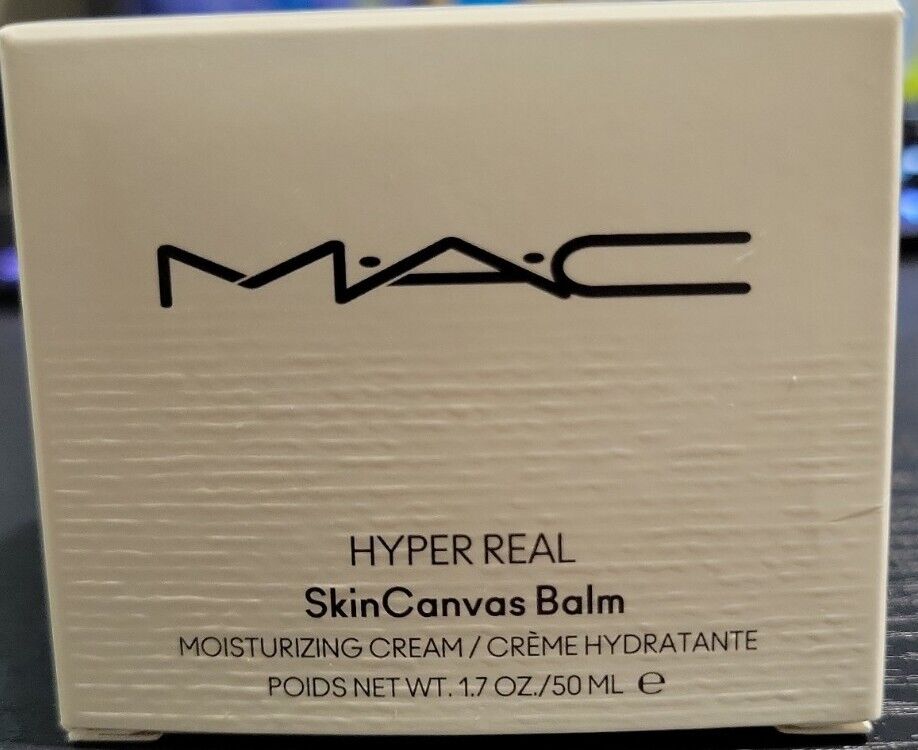 M·A·C
HYPER REAL
SkinCanvas Balm
MOISTURIZING CREAM / CRÈME HYDRATANTE
POIDS NET WT. 1.7 OZ./50 ML ℮